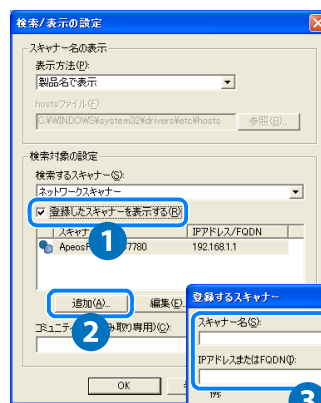 検索/表示の設定
スキャナー名の表示
表示方法(P):
製品名で表示
hostsファイル(F):
C:¥WINDOWS¥system32¥drivers¥etc¥hosts
参照(B)...
検索対象の設定
検索するスキャナー(S):
ネットワークスキャナー
登録したスキャナーを表示する(R)
スキャナ
IPアドレス/FQDN
1
7780
192.168.1.1
追加(A)...
編集(E)
2
み取り専用)(C):
OK
登録するスキャナー
スキャナー名(S):
IPアドレスまたはFQDN(I):
例:
3